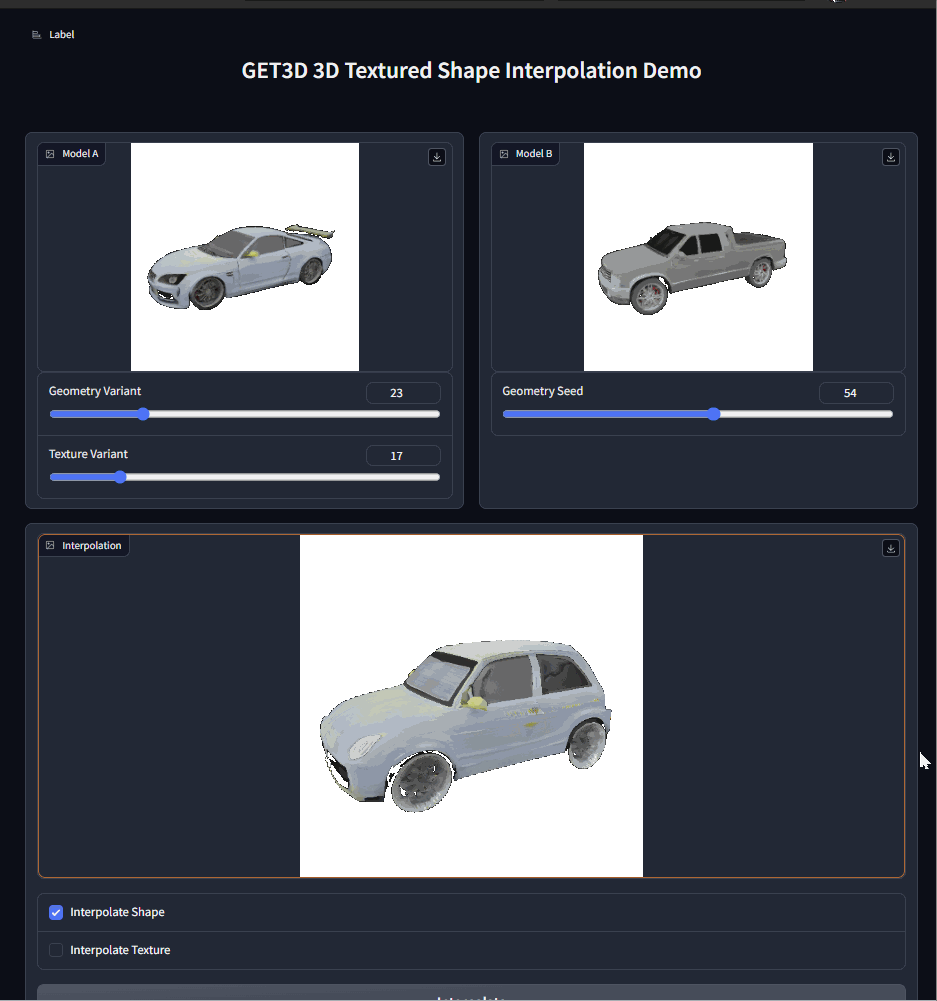 Label
GET3D 3D Textured Shape Interpolation Demo
Model A
Model B
Geometry Variant
23
Texture Variant
17
Geometry Seed
54
Interpolation
Interpolate Shape
Interpolate Texture